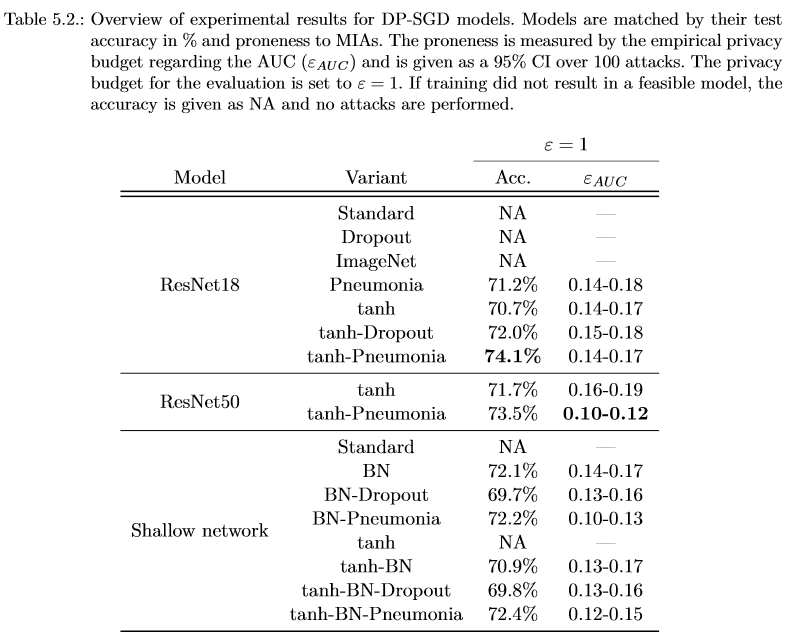 Table 5.2.: Overview of experimental results for DP-SGD models. Models are matched by their test
accuracy in % and proneness to MIAs. The proneness is measured by the empirical privacy
budget regarding the AUC (εAUC) and is given as a 95% CI over 100 attacks. The privacy
budget for the evaluation is set to ε = 1. If training did not result in a feasible model, the
accuracy is given as NA and no attacks are performed.
ε = 1
Model Variant Acc. εAUC
Standard NA —
Dropout NA —
ImageNet NA —
ResNet18 Pneumonia 71.2% 0.14-0.18
tanh 70.7% 0.14-0.17
tanh-Dropout 72.0% 0.15-0.18
tanh-Pneumonia 74.1% 0.14-0.17
ResNet50
tanh 71.7% 0.16-0.19
tanh-Pneumonia 73.5% 0.10-0.12
Standard NA —
BN 72.1% 0.14-0.17
BN-Dropout 69.7% 0.13-0.16
BN-Pneumonia 72.2% 0.10-0.13
Shallow network
tanh NA —
tanh-BN 70.9% 0.13-0.17
tanh-BN-Dropout 69.8% 0.13-0.16
tanh-BN-Pneumonia 72.4% 0.12-0.15